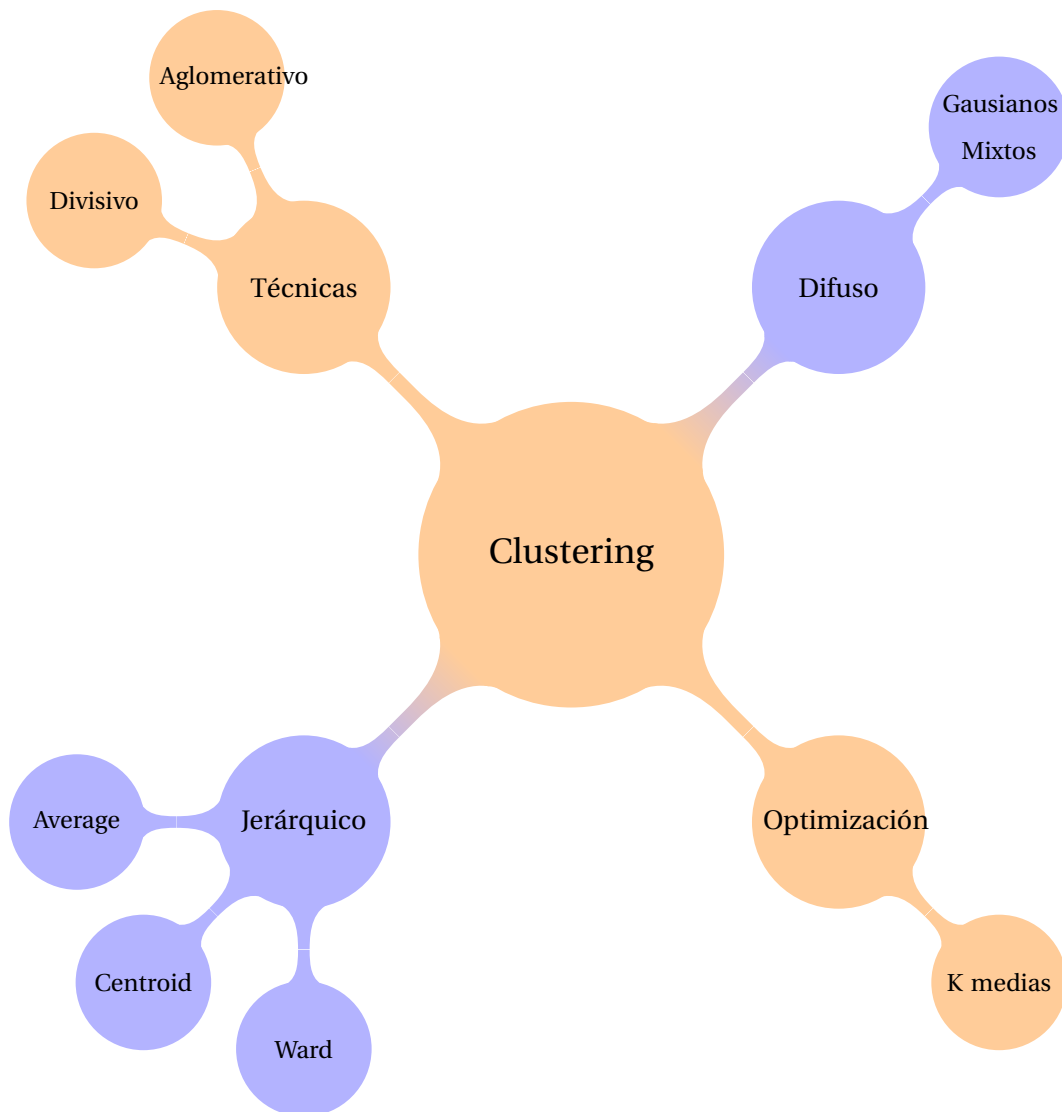 Aglomerativo
Gausianos
Mixtos
Divisivo
Técnicas
Difuso
Clustering
Average
Jerárquico
Optimización
Centroid
K medias
Ward